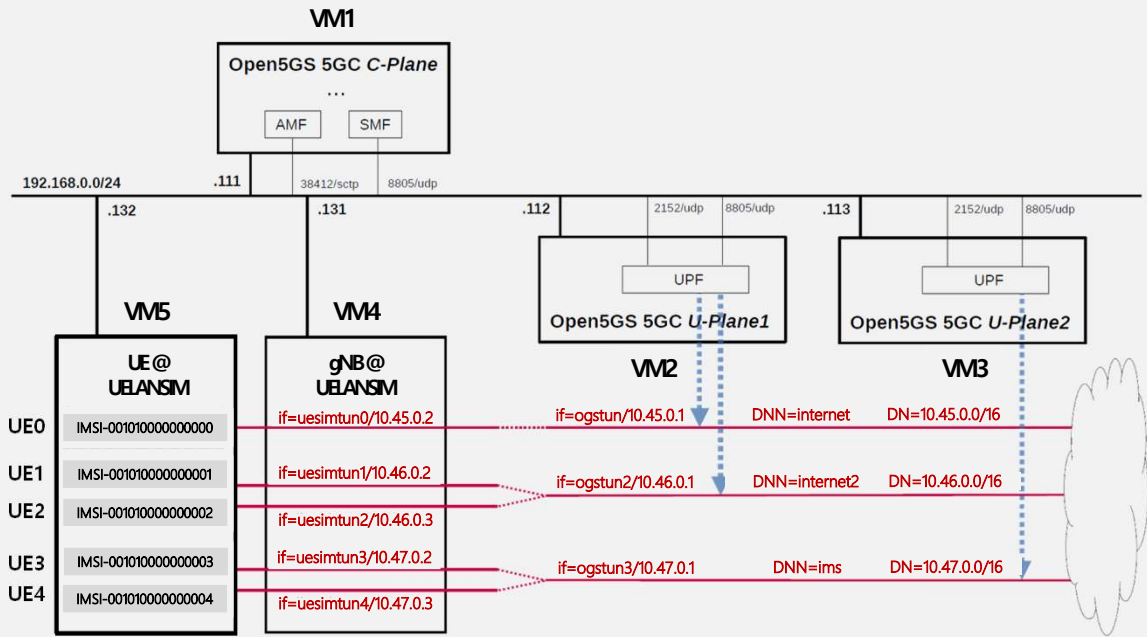 VM1
Open5GS 5GC C-Plane
...
AMF
SMF
192.168.0.0/24
.111
38412/sctp
8805/udp
.132
.131
.112
2152/udp
8805/udp
.113
2152/udp
8805/udp
UPF
UPF
Open5GS 5GC U-Plane1
Open5GS 5GC U-Plane2
VM5
VM4
VM2
VM3
UE @
UELANSIM
gNB @
UELANSIM
UE0
IMSI-001010000000000
if=uesimtun0/10.45.0.2
if=ogstun/10.45.0.1
DNN=internet
DN=10.45.0.0/16
UE1
IMSI-001010000000001
if=uesimtun1/10.46.0.2
if=ogstun2/10.46.0.1
DNN=internet2
DN=10.46.0.0/16
UE2
IMSI-001010000000002
if=uesimtun2/10.46.0.3
UE3
IMSI-001010000000003
if=uesimtun3/10.47.0.2
if=ogstun3/10.47.0.1
DNN=ims
DN=10.47.0.0/16
UE4
IMSI-001010000000004
if=uesimtun4/10.47.0.3